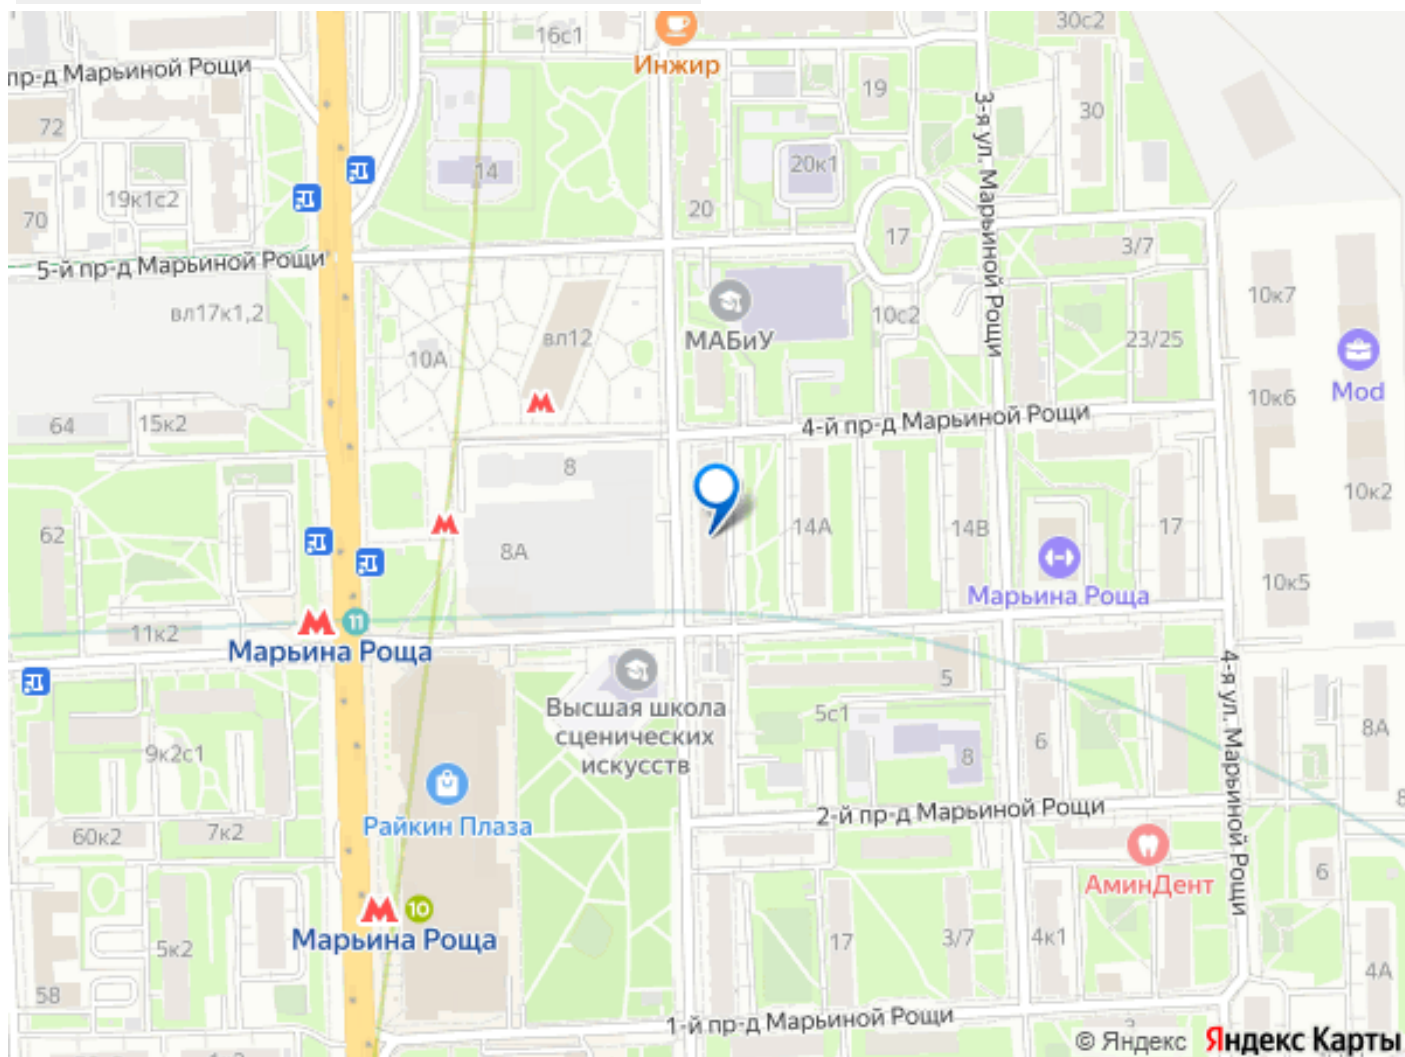 16с1
30с2
Инжир
пр-д Марьиной Рощи
19
72
30
3-я ул. Марьиной Рощи
14
20к1
19к1с2
20
70
17
3/7
5-й пр-д Марьиной Рощи
10к7
вл17к1,2
10с2
вл12
МАБиУ
23/25
10А
Mod
10к6
64
15к2
4-й пр-д Марьиной Рощи
8
10к2
62
14А
14В
17
8А
10к5
Марьина Роща
11
11к2
Марьина Роща
5
4-я ул. Марьиной Рощи
Высшая школа
сценических
искусств
5с1
8А
6
9к2с1
8
8
2-й пр-д Марьиной Рощи
Райкин Плаза
60к2
7к2
6
АминДент
10
Марьина Роща
5к2
17
3/7
4к1
4А
58
1-й пр-д Марьиной Рощи
© Яндекс Яндекс Карты